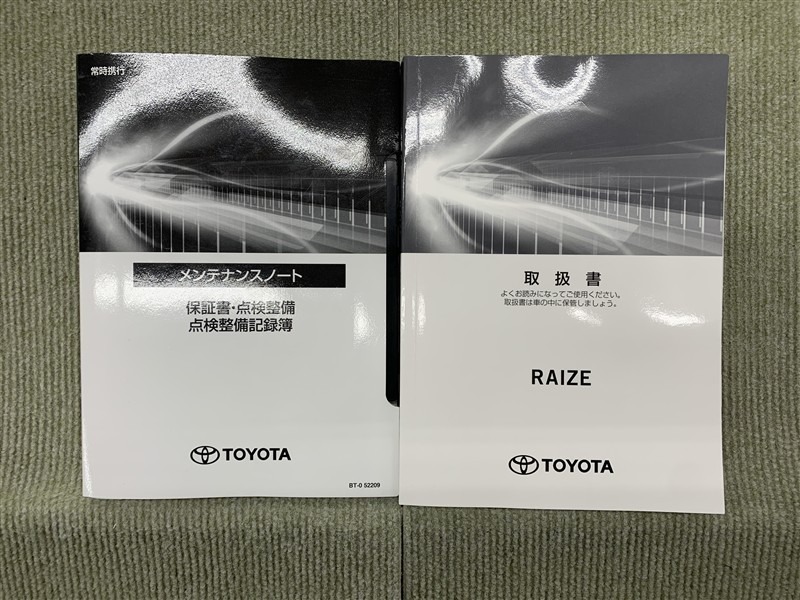 常時携行
メンテナンスノート
保証書・点検整備
点検整備記録簿
TOYOTA
BT-0 52209
取扱書
よくお読みになってご使用ください。
取扱書は車の中に保管しましょう。
RAIZE
TOYOTA